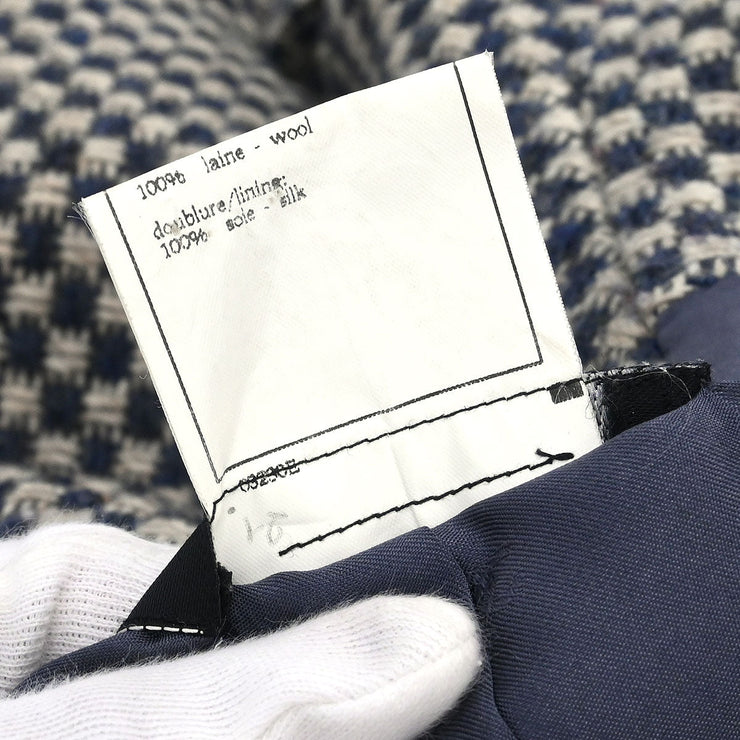 100% laine - wool
doublure/lining:
100% soie - silk